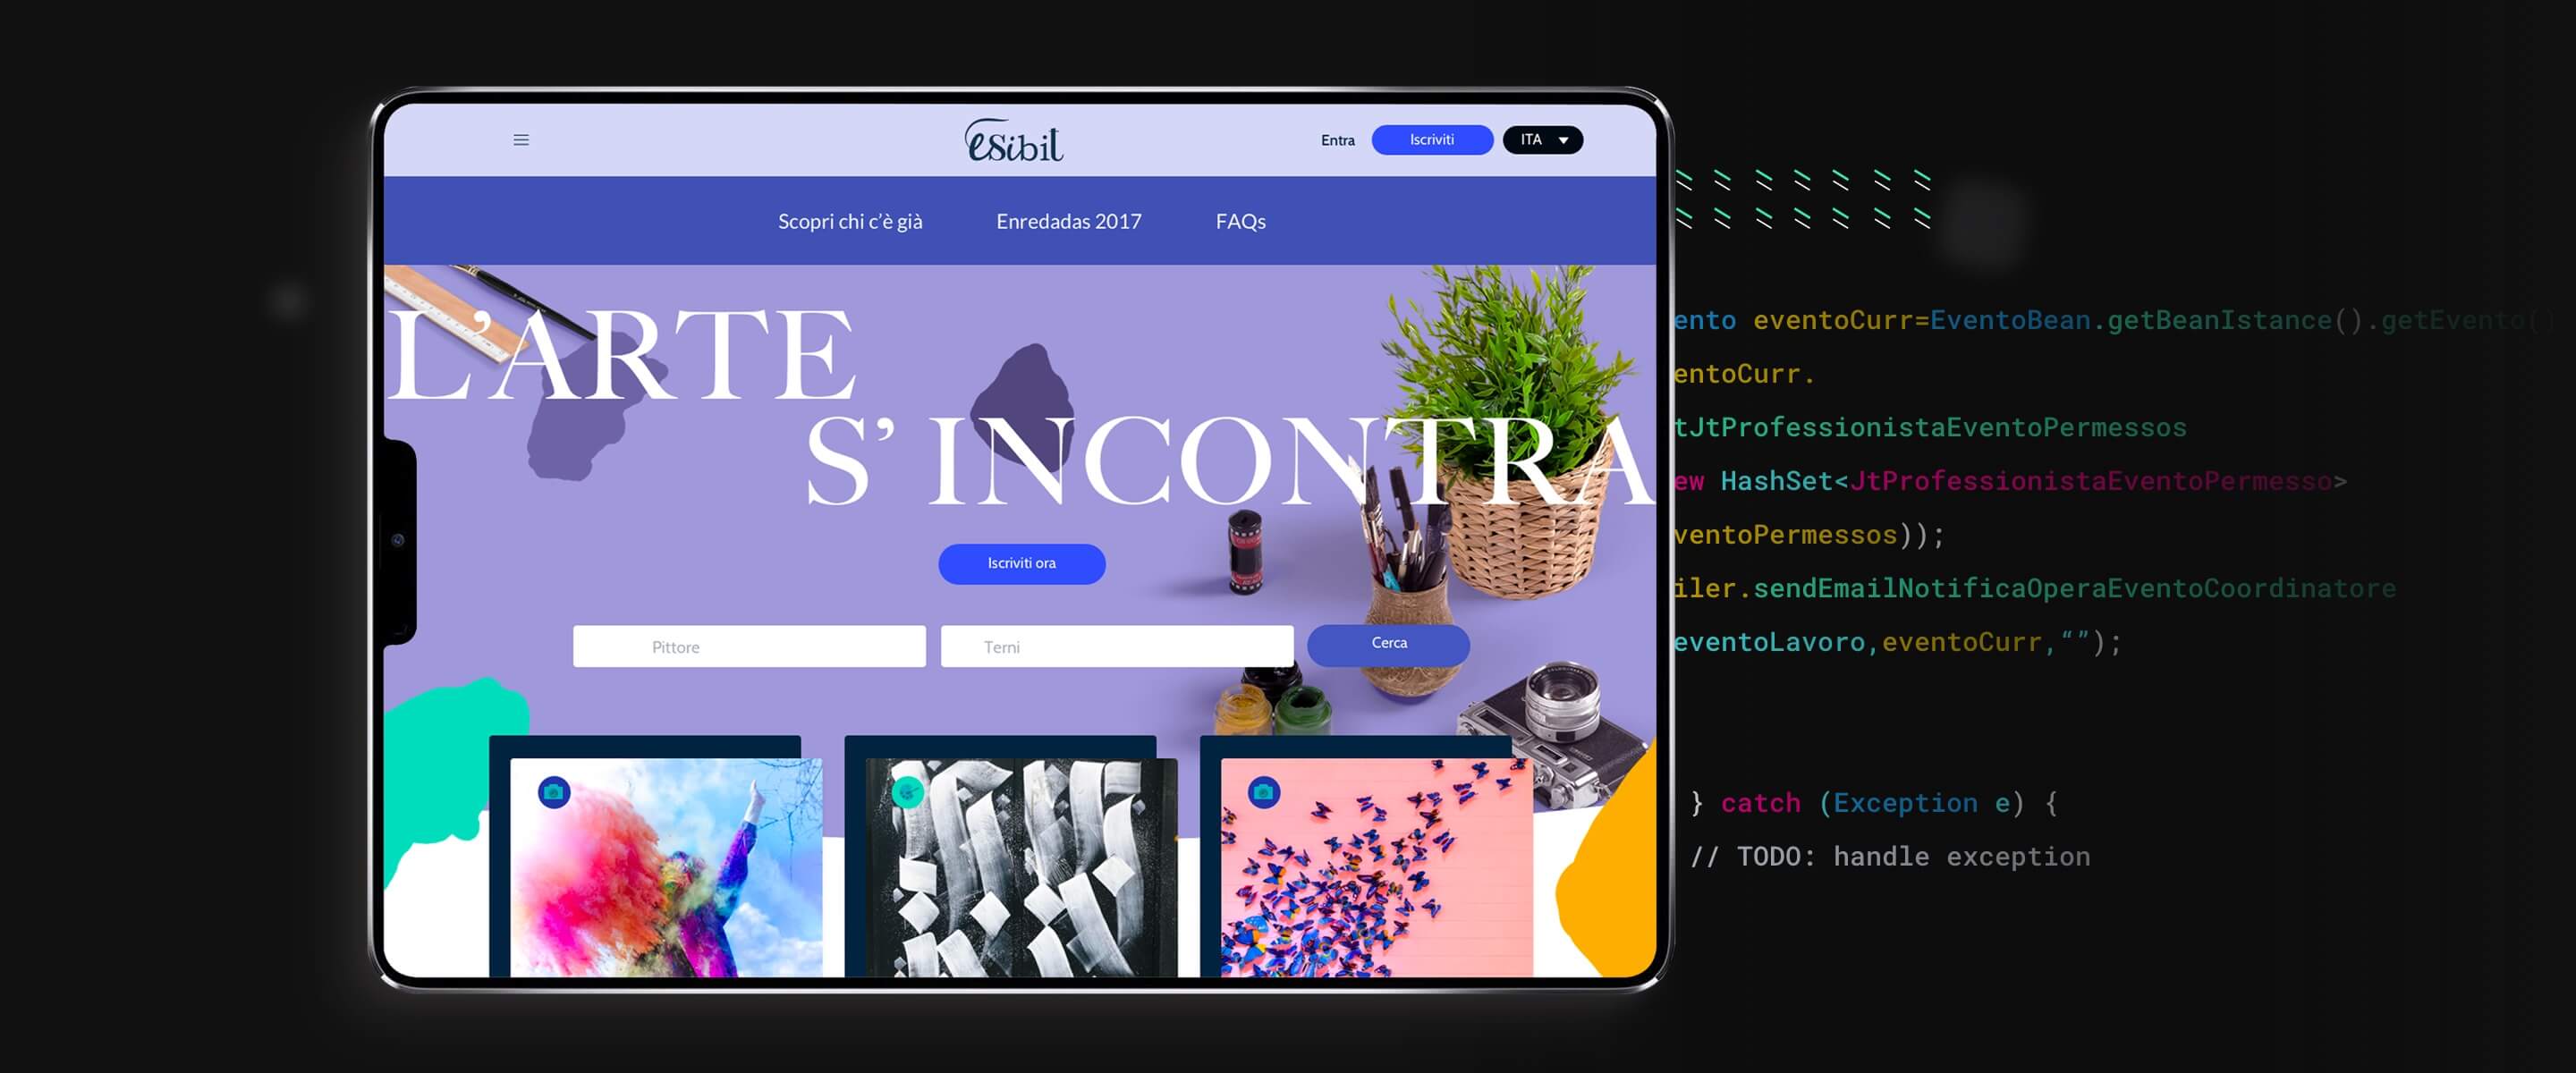 eSibil
Entra
Iscriviti
ITA
Scopri chi c’è già
Enredadas 2017
FAQs
L’ARTE
S’ INCONTRA
Iscriviti ora
Pittore
Terni
Cerca
ento eventoCurr=EventoBean.getBeanIstance().getEvento()
entoCurr.
tJtProfessionistaEventoPermessos
ew HashSet<JtProfessionistaEventoPermesso>
ventoPermessos));
iler.sendEmailNotificaOperaEventoCoordinatore
eventoLavoro,eventoCurr,“”);
} catch (Exception e) {
// TODO: handle exception